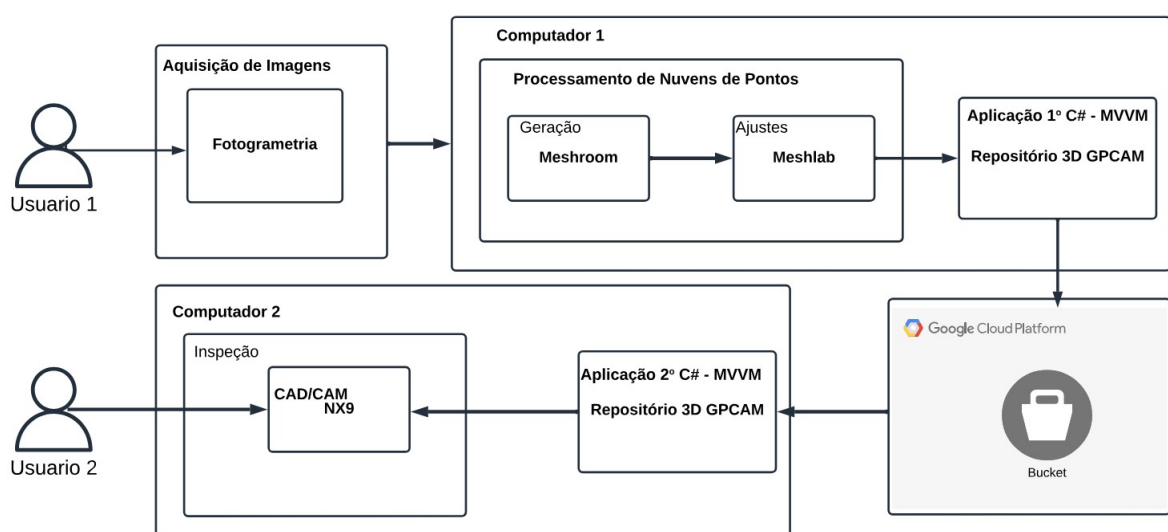 Computador 1
Aquisição de Imagens
Processamento de Nuvens de Pontos
Fotogrametria
Geração
Meshroom
Ajustes
Meshlab
Aplicação 1º C# - MVVM
Repositório 3D GPCAM
Usuario 1
Computador 2
Inspeção
CAD/CAM
NX9
Aplicação 2º C# - MVVM
Repositório 3D GPCAM
Google Cloud Platform
Bucket
Usuario 2